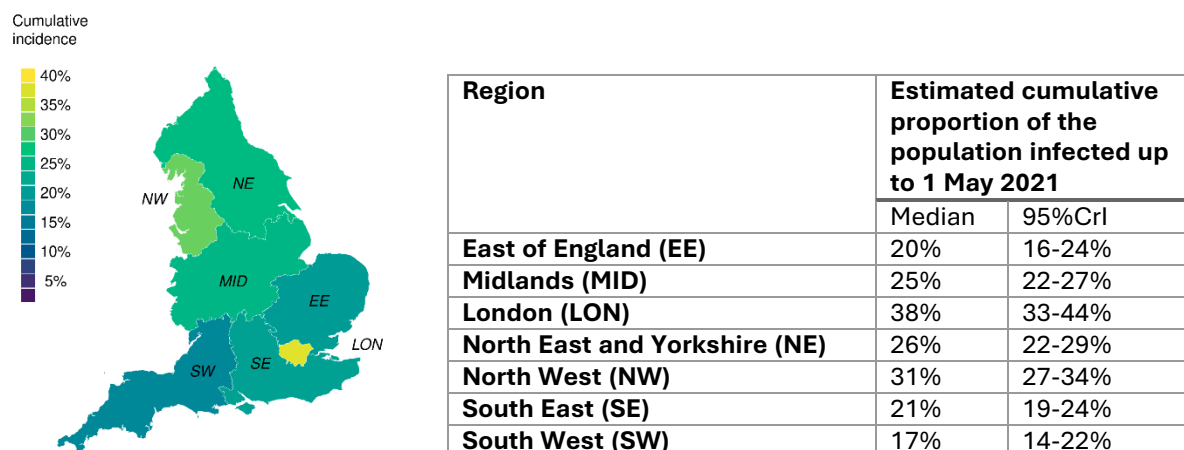 Cumulative
incidence
40%
35%
30%
25%
20%
15%
10%
5%
NE
NW
MID
EE
LON
SE
SW
Region
Estimated cumulative
proportion of the
population infected up
to 1 May 2021
Median 95%CrI
East of England (EE) 20% 16-24%
Midlands (MID) 25% 22-27%
London (LON) 38% 33-44%
North East and Yorkshire (NE) 26% 22-29%
North West (NW) 31% 27-34%
South East (SE) 21% 19-24%
South West (SW) 17% 14-22%